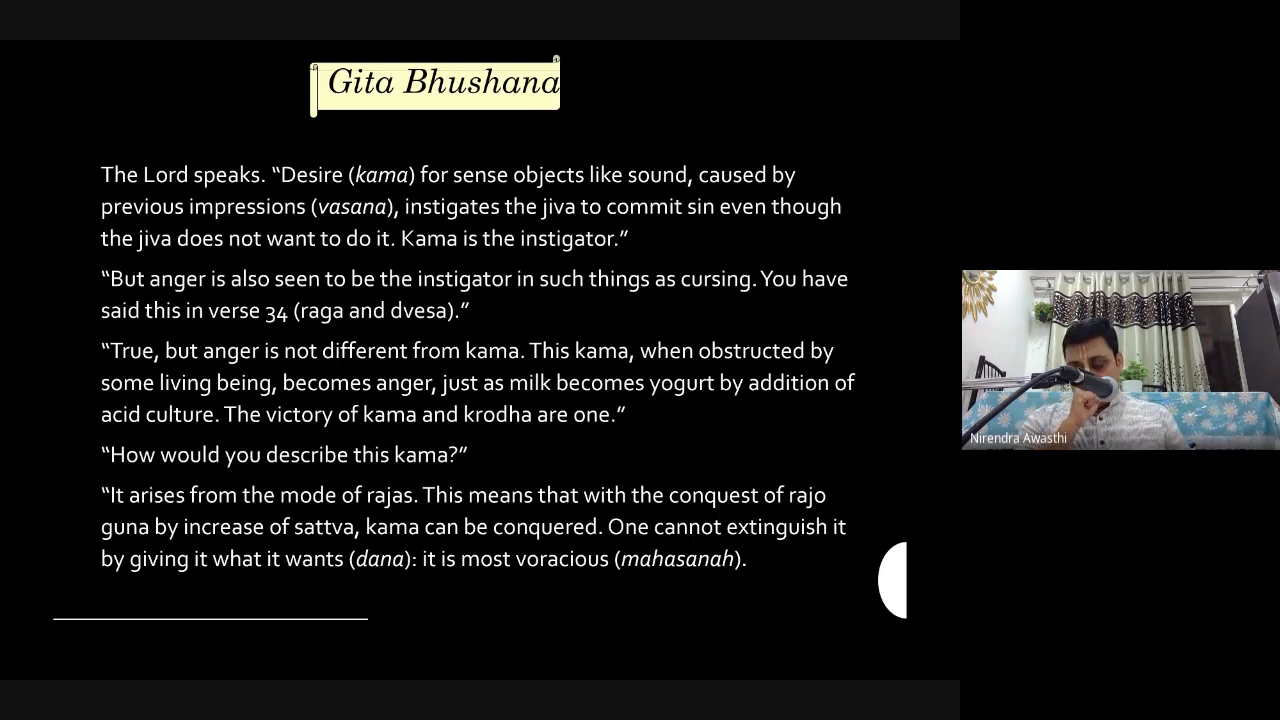 Gita Bhushana
The Lord speaks. “Desire (kama) for sense objects like sound, caused by
previous impressions (vasana), instigates the jiva to commit sin even though
the jiva does not want to do it. Kama is the instigator.”
“But anger is also seen to be the instigator in such things as cursing. You have
said this in verse 34 (raga and dvesa).”
“True, but anger is not different from kama. This kama, when obstructed by
some living being, becomes anger, just as milk becomes yogurt by addition of
acid culture. The victory of kama and krodha are one.”
“How would you describe this kama?”
“It arises from the mode of rajas. This means that with the conquest of rajo
guna by increase of sattva, kama can be conquered. One cannot extinguish it
by giving it what it wants (dana): it is most voracious (mahasanah).
Nirendra Awasthi